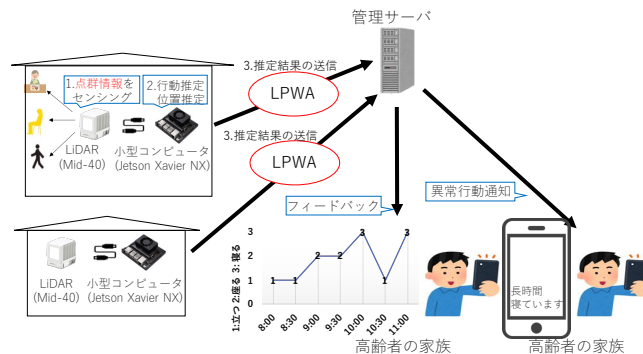 管理サーバ
3.推定結果の送信
LPWA
1.点群情報を
センシング
2.行動推定
位置推定
LiDAR
(Mid-40)
小型コンピュータ
(Jetson Xavier NX)
3.推定結果の送信
LPWA
フィードバック
異常行動通知
LiDAR
(Mid-40)
小型コンピュータ
(Jetson Xavier NX)
1:立つ 2:座る 3:寝る
3
2
1
0
1
1
2
2
3
1
3
8:00
8:30
9:00
9:30
10:00
10:30
11:00
長時間
寝ています
高齢者の家族
高齢者の家族